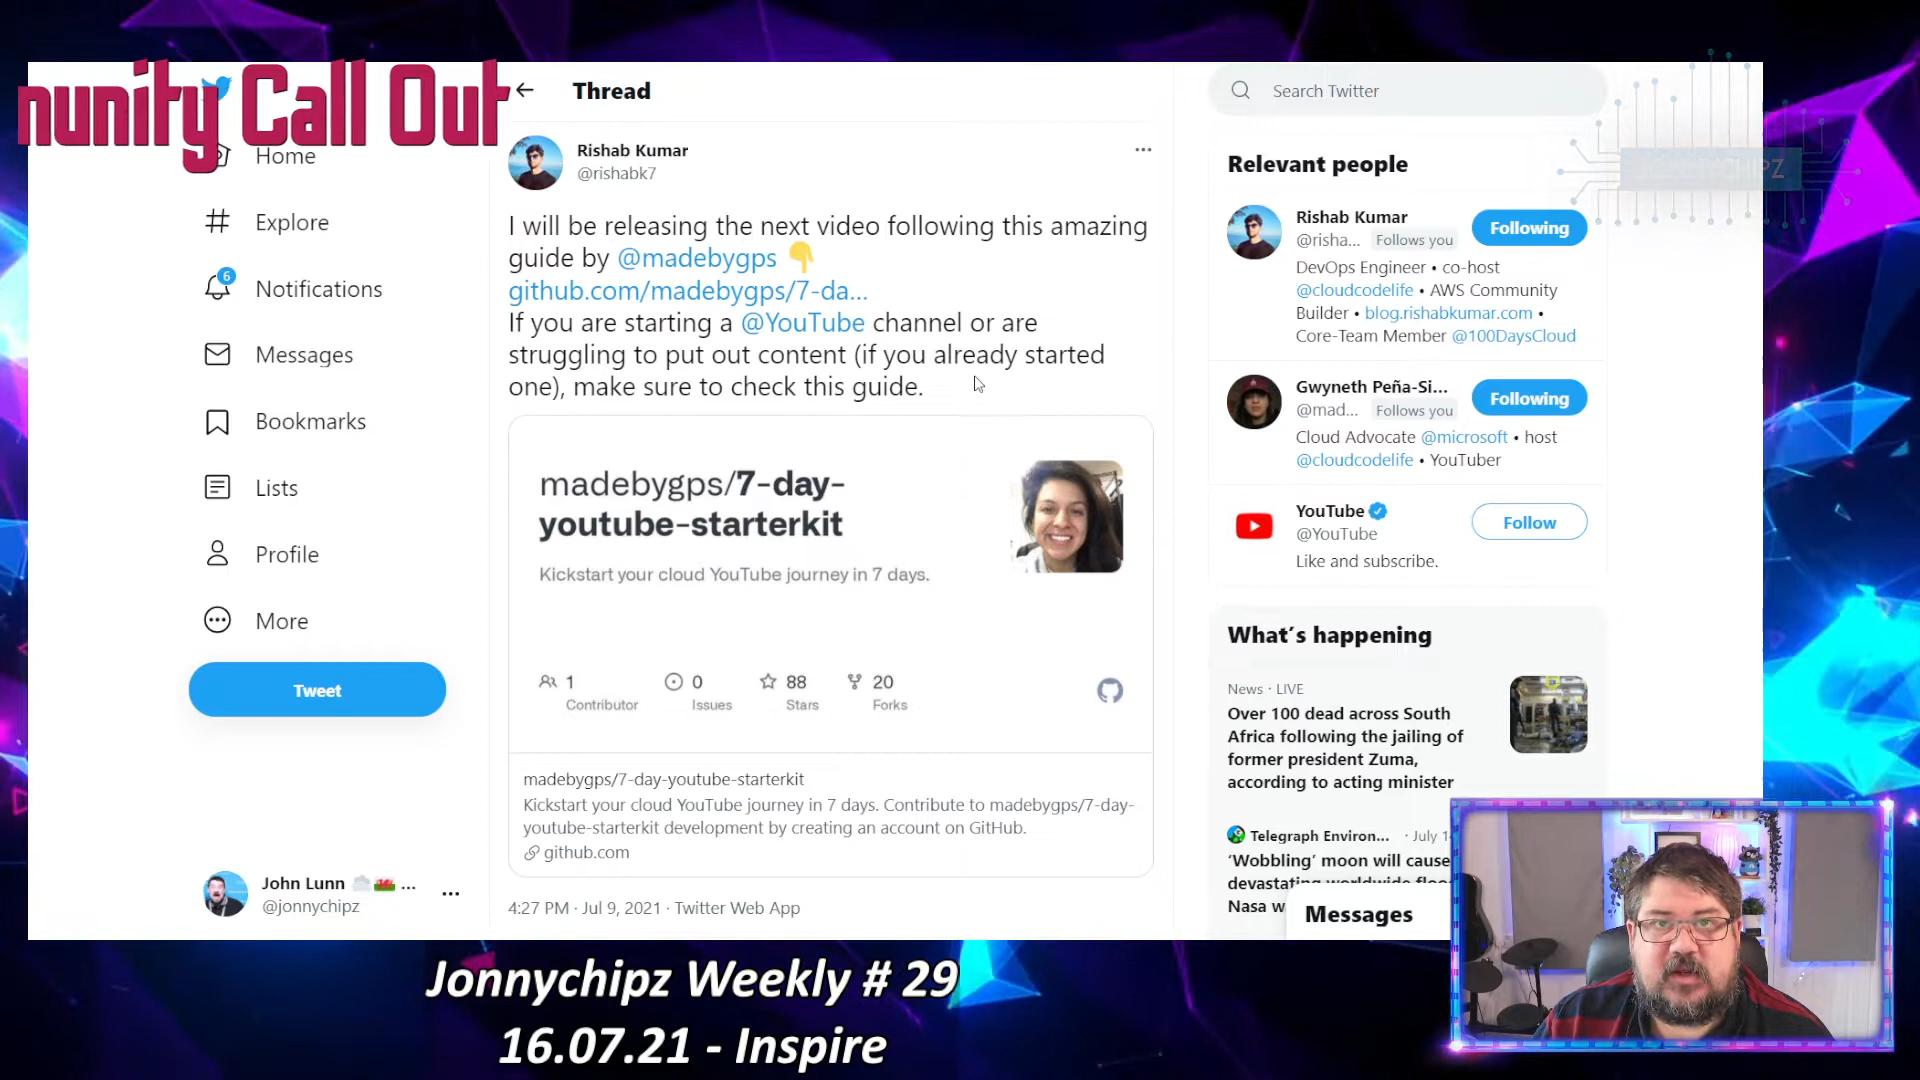 nunity Call Out
Home
Explore
6
Notifications
Messages
Bookmarks
Lists
Profile
More
Tweet
John Lunn ...
@jonnychipz
Thread
Rishab Kumar
@rishabk7
I will be releasing the next video following this amazing
guide by @madebygps 👇
github.com/madebygps/7-da...
If you are starting a @YouTube channel or are
struggling to put out content (if you already started
one), make sure to check this guide.
madebygps/7-day-
youtube-starterkit
Kickstart your cloud YouTube journey in 7 days.
1
Contributor
0
Issues
88
Stars
20
Forks
madebygps/7-day-youtube-starterkit
Kickstart your cloud YouTube journey in 7 days. Contribute to madebygps/7-day-
youtube-starterkit development by creating an account on GitHub.
github.com
4:27 PM · Jul 9, 2021 · Twitter Web App
Search Twitter
Relevant people
Rishab Kumar
@risha... Follows you
Following
DevOps Engineer • co-host
@cloudcodelife • AWS Community
Builder • blog.rishabkumar.com •
Core-Team Member @100DaysCloud
Gwyneth Peña-Si...
@mad... Follows you
Following
Cloud Advocate @microsoft • host
@cloudcodelife • YouTuber
YouTube
@YouTube
Follow
Like and subscribe.
What's happening
News · LIVE
Over 100 dead across South
Africa following the jailing of
former president Zuma,
according to acting minister
Telegraph Environ... · July 1
'Wobbling' moon will cause
devastating worldwide floo
Nasa w
Messages
Jonnychipz Weekly # 29
16.07.21 - Inspire